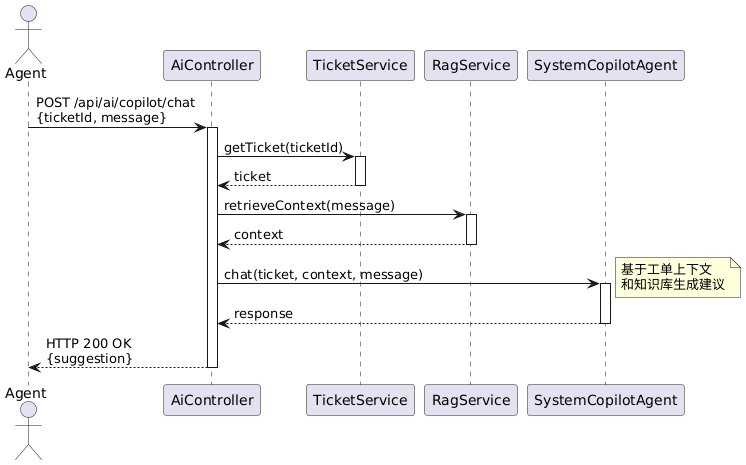 Agent
AiController
TicketService
RagService
SystemCopilotAgent
POST /api/ai/copilot/chat
{ticketId, message}
getTicket(ticketId)
ticket
retrieveContext(message)
context
基于工单上下文
和知识库生成建议
chat(ticket, context, message)
response
HTTP 200 OK
{suggestion}
Agent
AiController
TicketService
RagService
SystemCopilotAgent